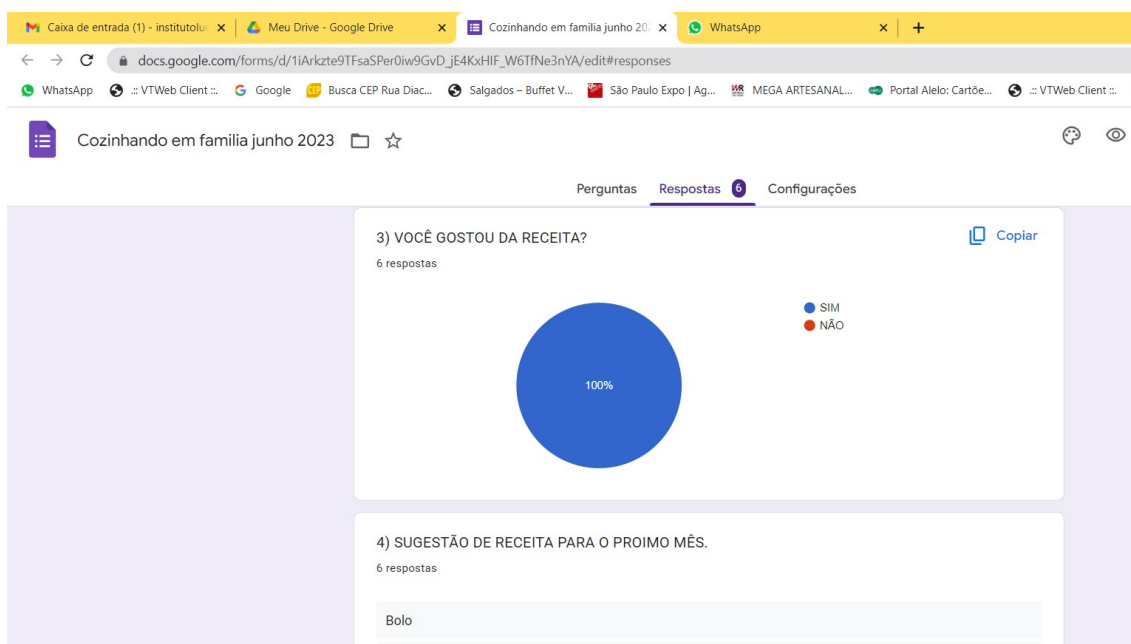 Caixa de entrada (1) - institutoluc
Meu Drive - Google Drive
Cozinhando em familia junho 20
WhatsApp
docs.google.com/forms/d/1iArkzte9TFsaSPer0iw9GvD_jE4KxHIF_W6TfNe3nYA/edit#responses
WhatsApp
.:: VTWeb Client ::.
Google
Busca CEP Rua Diac...
Salgados – Buffet V...
São Paulo Expo | Ag...
MEGA ARTESANAL...
Portal Alelo: Cartõe...
.:: VTWeb Client ::.
Cozinhando em familia junho 2023
Perguntas
Respostas 6
Configurações
3) VOCÊ GOSTOU DA RECEITA?
Copiar
6 respostas
SIM
NÃO
100%
4) SUGESTÃO DE RECEITA PARA O PROIMO MÊS.
6 respostas
Bolo